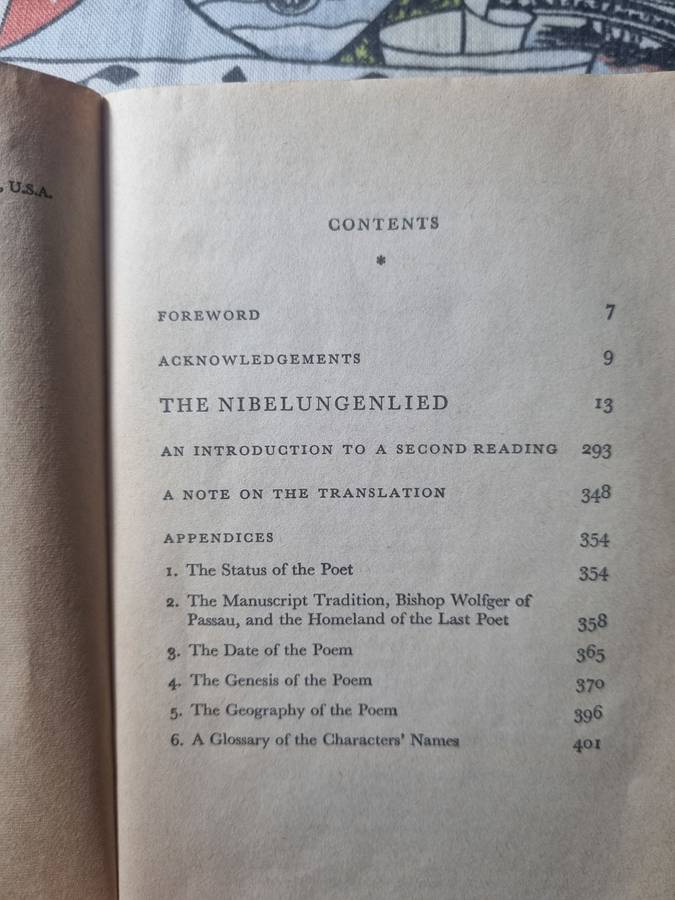 , U.S.A.
CONTENTS
*
FOREWORD 7
ACKNOWLEDGEMENTS 9
THE NIBELUNGENLIED 13
AN INTRODUCTION TO A SECOND READING 293
A NOTE ON THE TRANSLATION 348
APPENDICES 354
1. The Status of the Poet 354
2. The Manuscript Tradition, Bishop Wolfger of
Passau, and the Homeland of the Last Poet 358
3. The Date of the Poem 365
4. The Genesis of the Poem 370
5. The Geography of the Poem 396
6. A Glossary of the Characters' Names 401